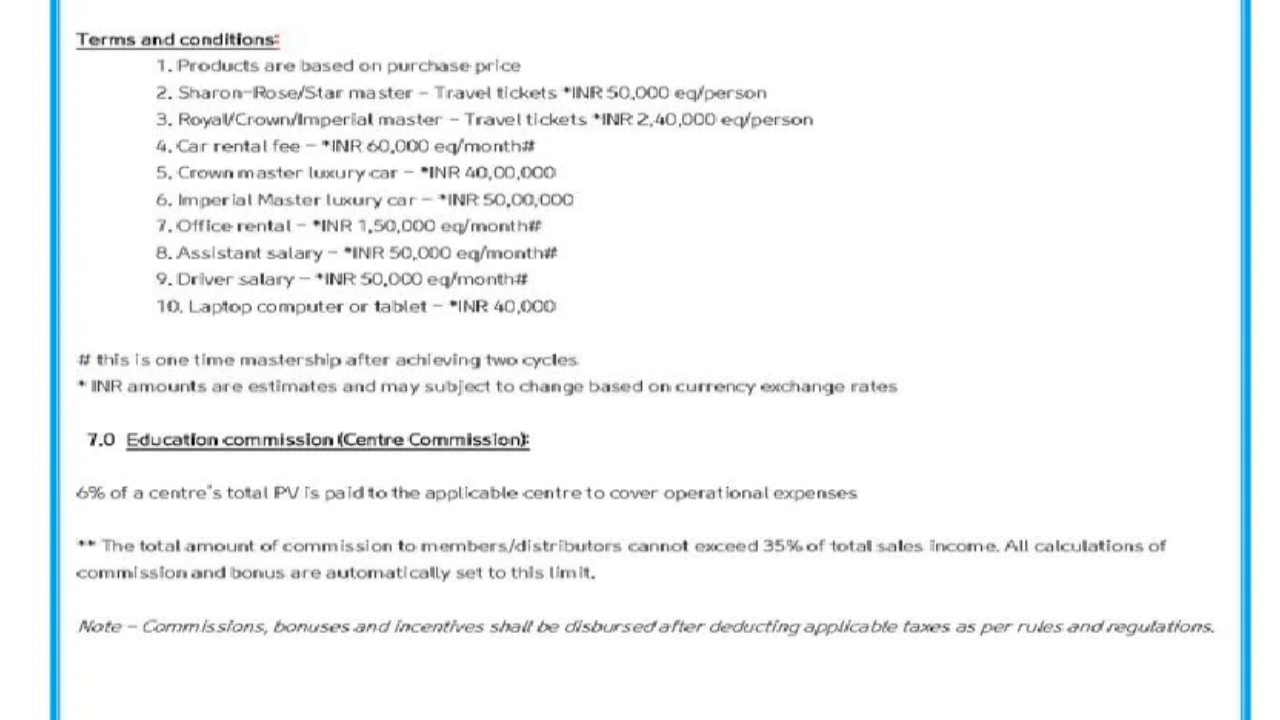 Terms and conditions:
1. Products are based on purchase price
2. Sharon-Rose/Star master – Travel tickets *INR 50,000 eq/person
3. Royal/Crown/Imperial master – Travel tickets *INR 2,40,000 eq/person
4. Car rental fee – *INR 60,000 eq/month#
5. Crown master luxury car – *INR 40,00,000
6. Imperial Master luxury car – *INR 50,00,000
7. Office rental – *INR 1,50,000 eq/month#
8. Assistant salary – *INR 50,000 eq/month#
9. Driver salary – *INR 50,000 eq/month#
10. Laptop computer or tablet – *INR 40,000
# this is one time mastership after achieving two cycles
* INR amounts are estimates and may subject to change based on currency exchange rates
7.0 Education commission (Centre Commission):
6% of a centre's total PV is paid to the applicable centre to cover operational expenses
** The total amount of commission to members/distributors cannot exceed 35% of total sales income. All calculations of
commission and bonus are automatically set to this limit.
Note – Commissions, bonuses and incentives shall be disbursed after deducting applicable taxes as per rules and regulations.